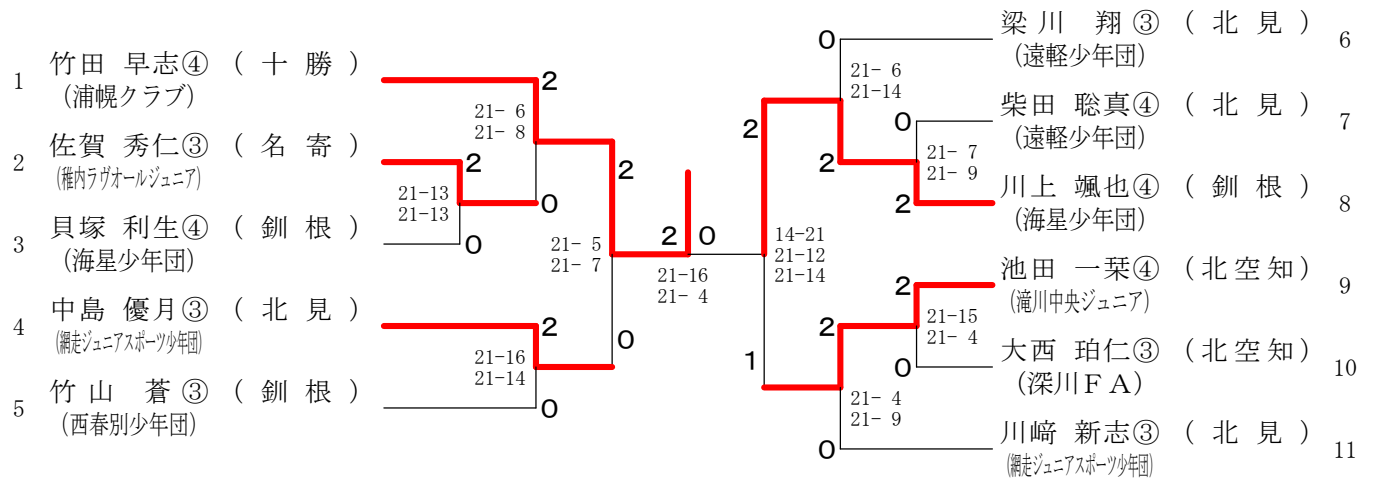 1 竹田 早志④ ( 十 勝 )
(浦幌クラブ)
2 佐賀 秀仁③ ( 名 寄 )
(稚内ラヴオールジュニア)
3 貝塚 利生④ ( 釧 根 )
(海星少年団)
4 中島 優月③ ( 北 見 )
(網走ジュニアスポーツ少年団)
5 竹山 蒼③ ( 釧 根 )
(西春別少年団)
2
21- 6
21- 8
0
2
21-13
21-13
0
2
21- 5
21- 7
0
2
21-16
21-14
0
2 0
21-16
21- 4
2
14-21
21-12
21-14
1
0
21- 6
21-14
2
0
21- 7
21- 9
2
2
21-15
21- 4
0
2
21- 4
21- 9
0
梁川 翔③ ( 北 見 ) 6
(遠軽少年団)
柴田 聡真④ ( 北 見 ) 7
(遠軽少年団)
川上 颯也④ ( 釧 根 ) 8
(海星少年団)
池田 一栞④ (北空知) 9
(滝川中央ジュニア)
大西 珀仁③ (北空知) 10
(深川ＦＡ)
川﨑 新志③ ( 北 見 ) 11
(網走ジュニアスポーツ少年団)